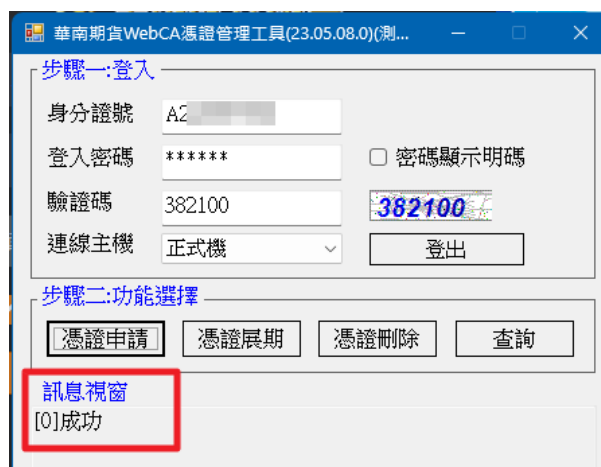 華南期貨WebCA憑證管理工具(23.05.08.0)(測...
步驟一:登入
身分證號 A2
登入密碼 ****** 密碼顯示明碼
驗證碼 382100 382100
連線主機 正式機 登出
步驟二:功能選擇
憑證申請 憑證展期 憑證刪除 查詢
訊息視窗
[0]成功